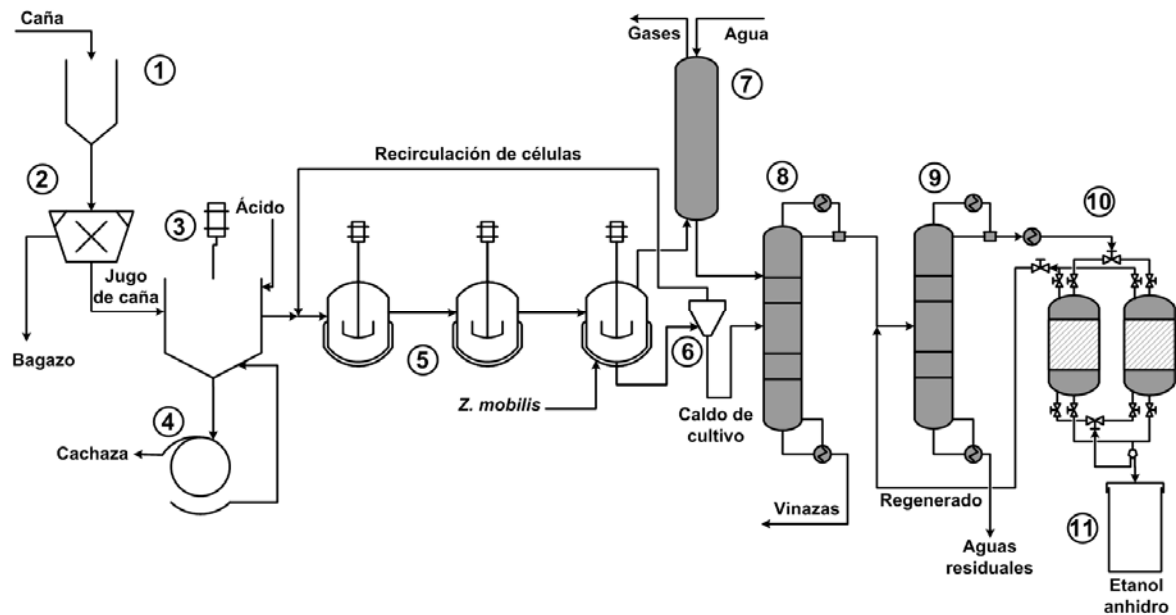 Caña
1
2
Bagazo
Jugo
de caña
3
Ácido
4
Cachaza
Recirculación de células
5
Z. mobilis
6
Caldo de
cultivo
Gases
Agua
7
8
Vinazas
9
Regenerado
Aguas
residuales
10
11
Etanol
anhidro